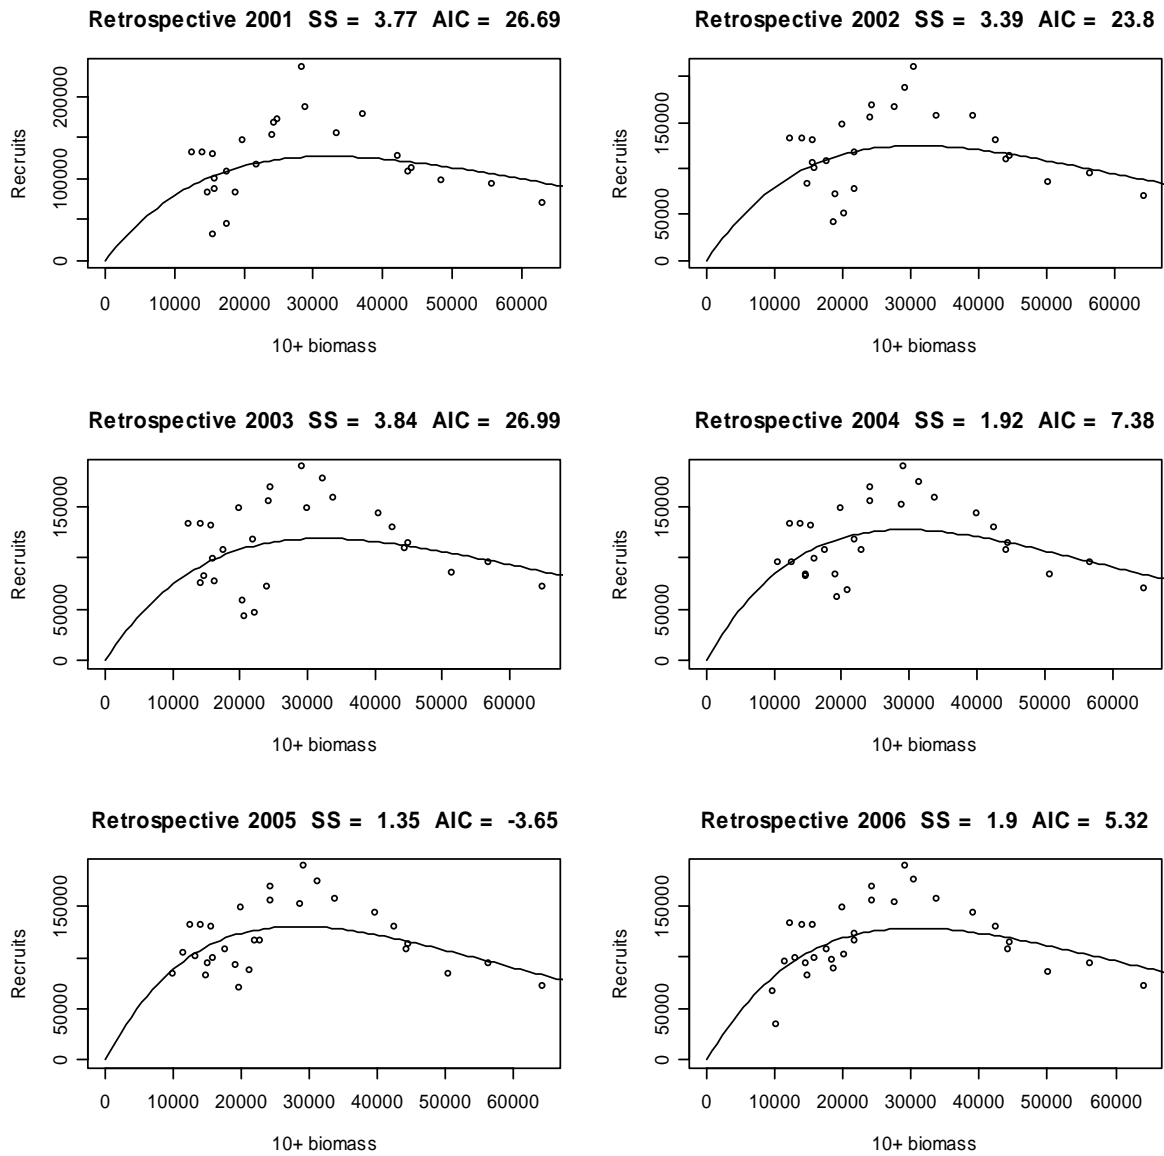 Retrospective 2001 SS = 3.77 AIC = 26.69
Recruits
0 100000 200000
0 10000 20000 30000 40000 50000 60000
10+ biomass
Retrospective 2002 SS = 3.39 AIC = 23.8
Recruits
0 50000 150000
0 10000 20000 30000 40000 50000 60000
10+ biomass
Retrospective 2003 SS = 3.84 AIC = 26.99
Recruits
0 50000 150000
0 10000 20000 30000 40000 50000 60000
10+ biomass
Retrospective 2004 SS = 1.92 AIC = 7.38
Recruits
0 50000 150000
0 10000 20000 30000 40000 50000 60000
10+ biomass
Retrospective 2005 SS = 1.35 AIC = -3.65
Recruits
0 50000 150000
0 10000 20000 30000 40000 50000 60000
10+ biomass
Retrospective 2006 SS = 1.9 AIC = 5.32
Recruits
0 50000 150000
0 10000 20000 30000 40000 50000 60000
10+ biomass